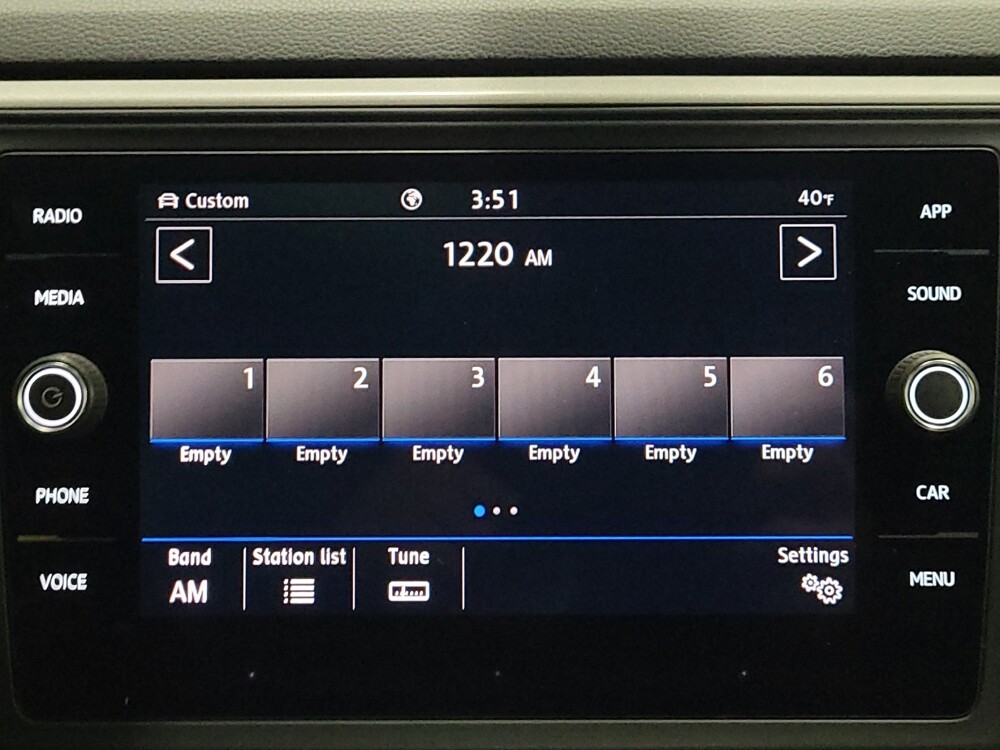 RADIO
MEDIA
PHONE
VOICE
Custom 3:51 40°F
< 1220 AM >
1 2 3 4 5 6
Empty Empty Empty Empty Empty Empty
Band Station list Tune Settings
AM
APP
SOUND
CAR
MENU